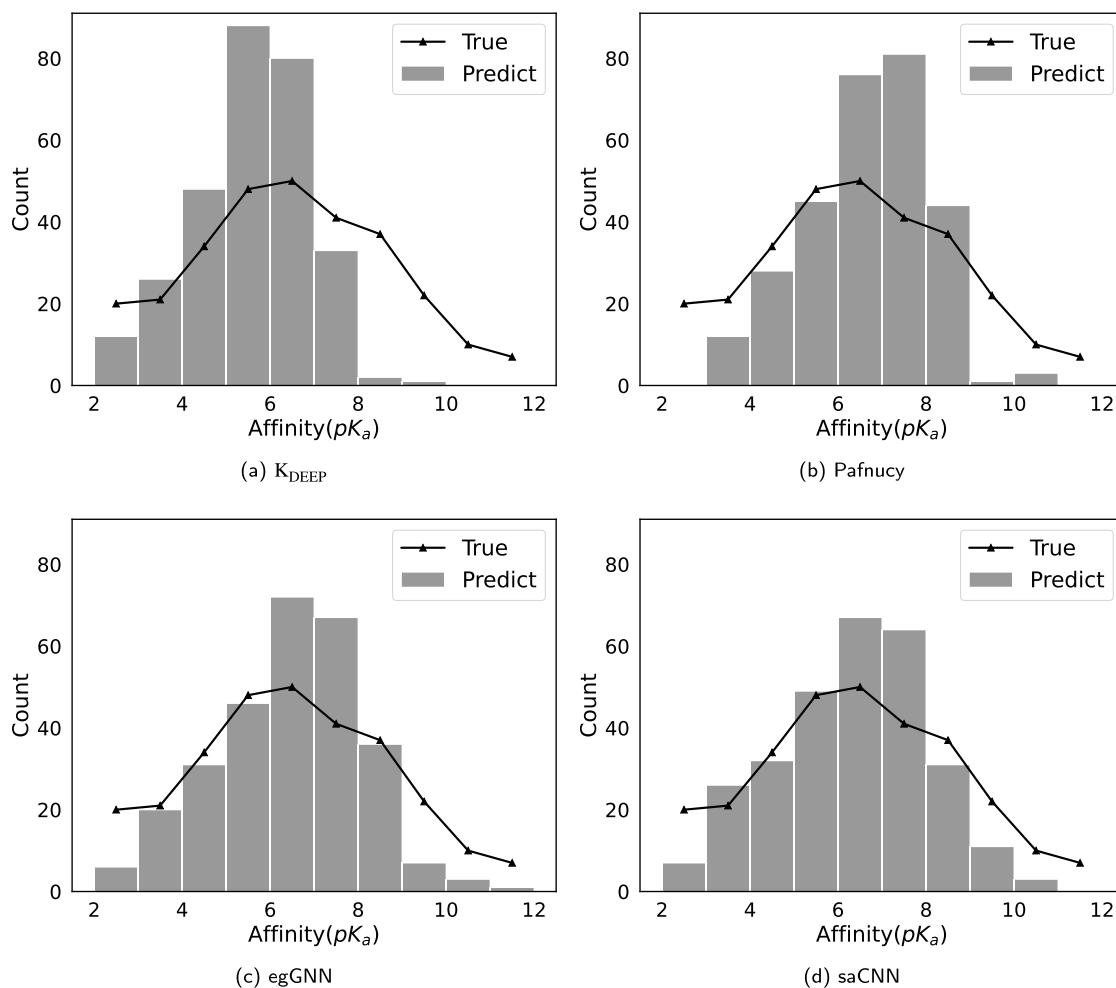 True
Predict
80
60
40
20
0
Count
2 4 6 8 10 12
Affinity(pKₐ)
(a) K_DEEP
True
Predict
80
60
40
20
0
Count
2 4 6 8 10 12
Affinity(pKₐ)
(b) Pafnucy
True
Predict
80
60
40
20
0
Count
2 4 6 8 10 12
Affinity(pKₐ)
(c) egGNN
True
Predict
80
60
40
20
0
Count
2 4 6 8 10 12
Affinity(pKₐ)
(d) saCNN